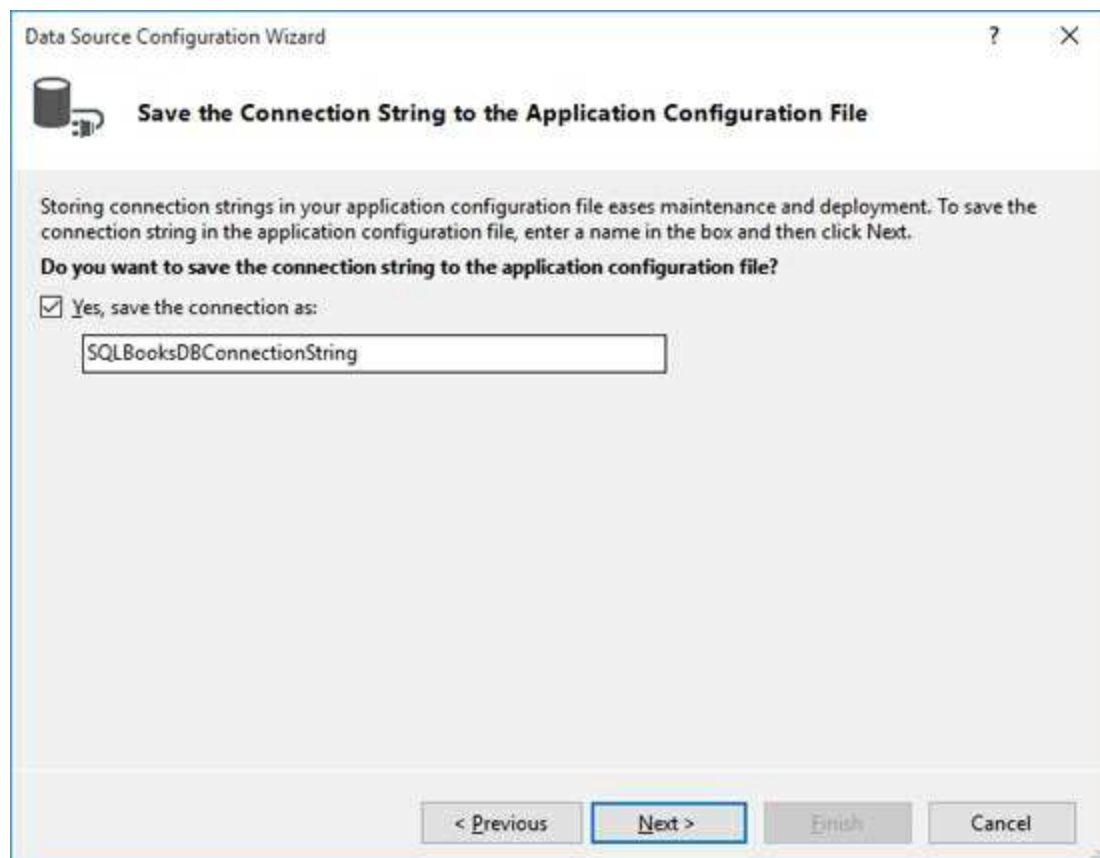 Data Source Configuration Wizard ?
Save the Connection String to the Application Configuration File
Storing connection strings in your application configuration file eases maintenance and deployment. To save the
connection string in the application configuration file, enter a name in the box and then click Next.
Do you want to save the connection string to the application configuration file?
Yes, save the connection as:
SQLBooksDBConnectionString
< Previous Next > Finish Cancel